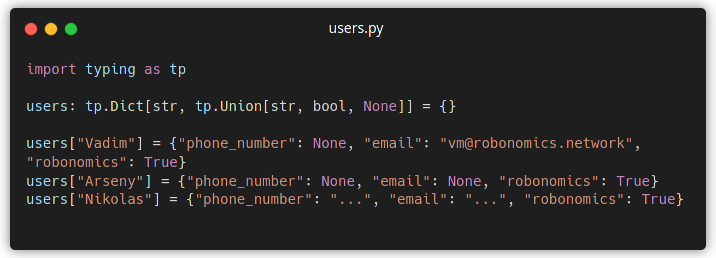 users.py
import typing as tp
users: tp.Dict[str, tp.Union[str, bool, None]] = {}
users["Vadim"] = {"phone_number": None, "email": "vm@robonomics.network",
"robonomics": True}
users["Arseny"] = {"phone_number": None, "email": None, "robonomics": True}
users["Nikolas"] = {"phone_number": "...", "email": "...", "robonomics": True}